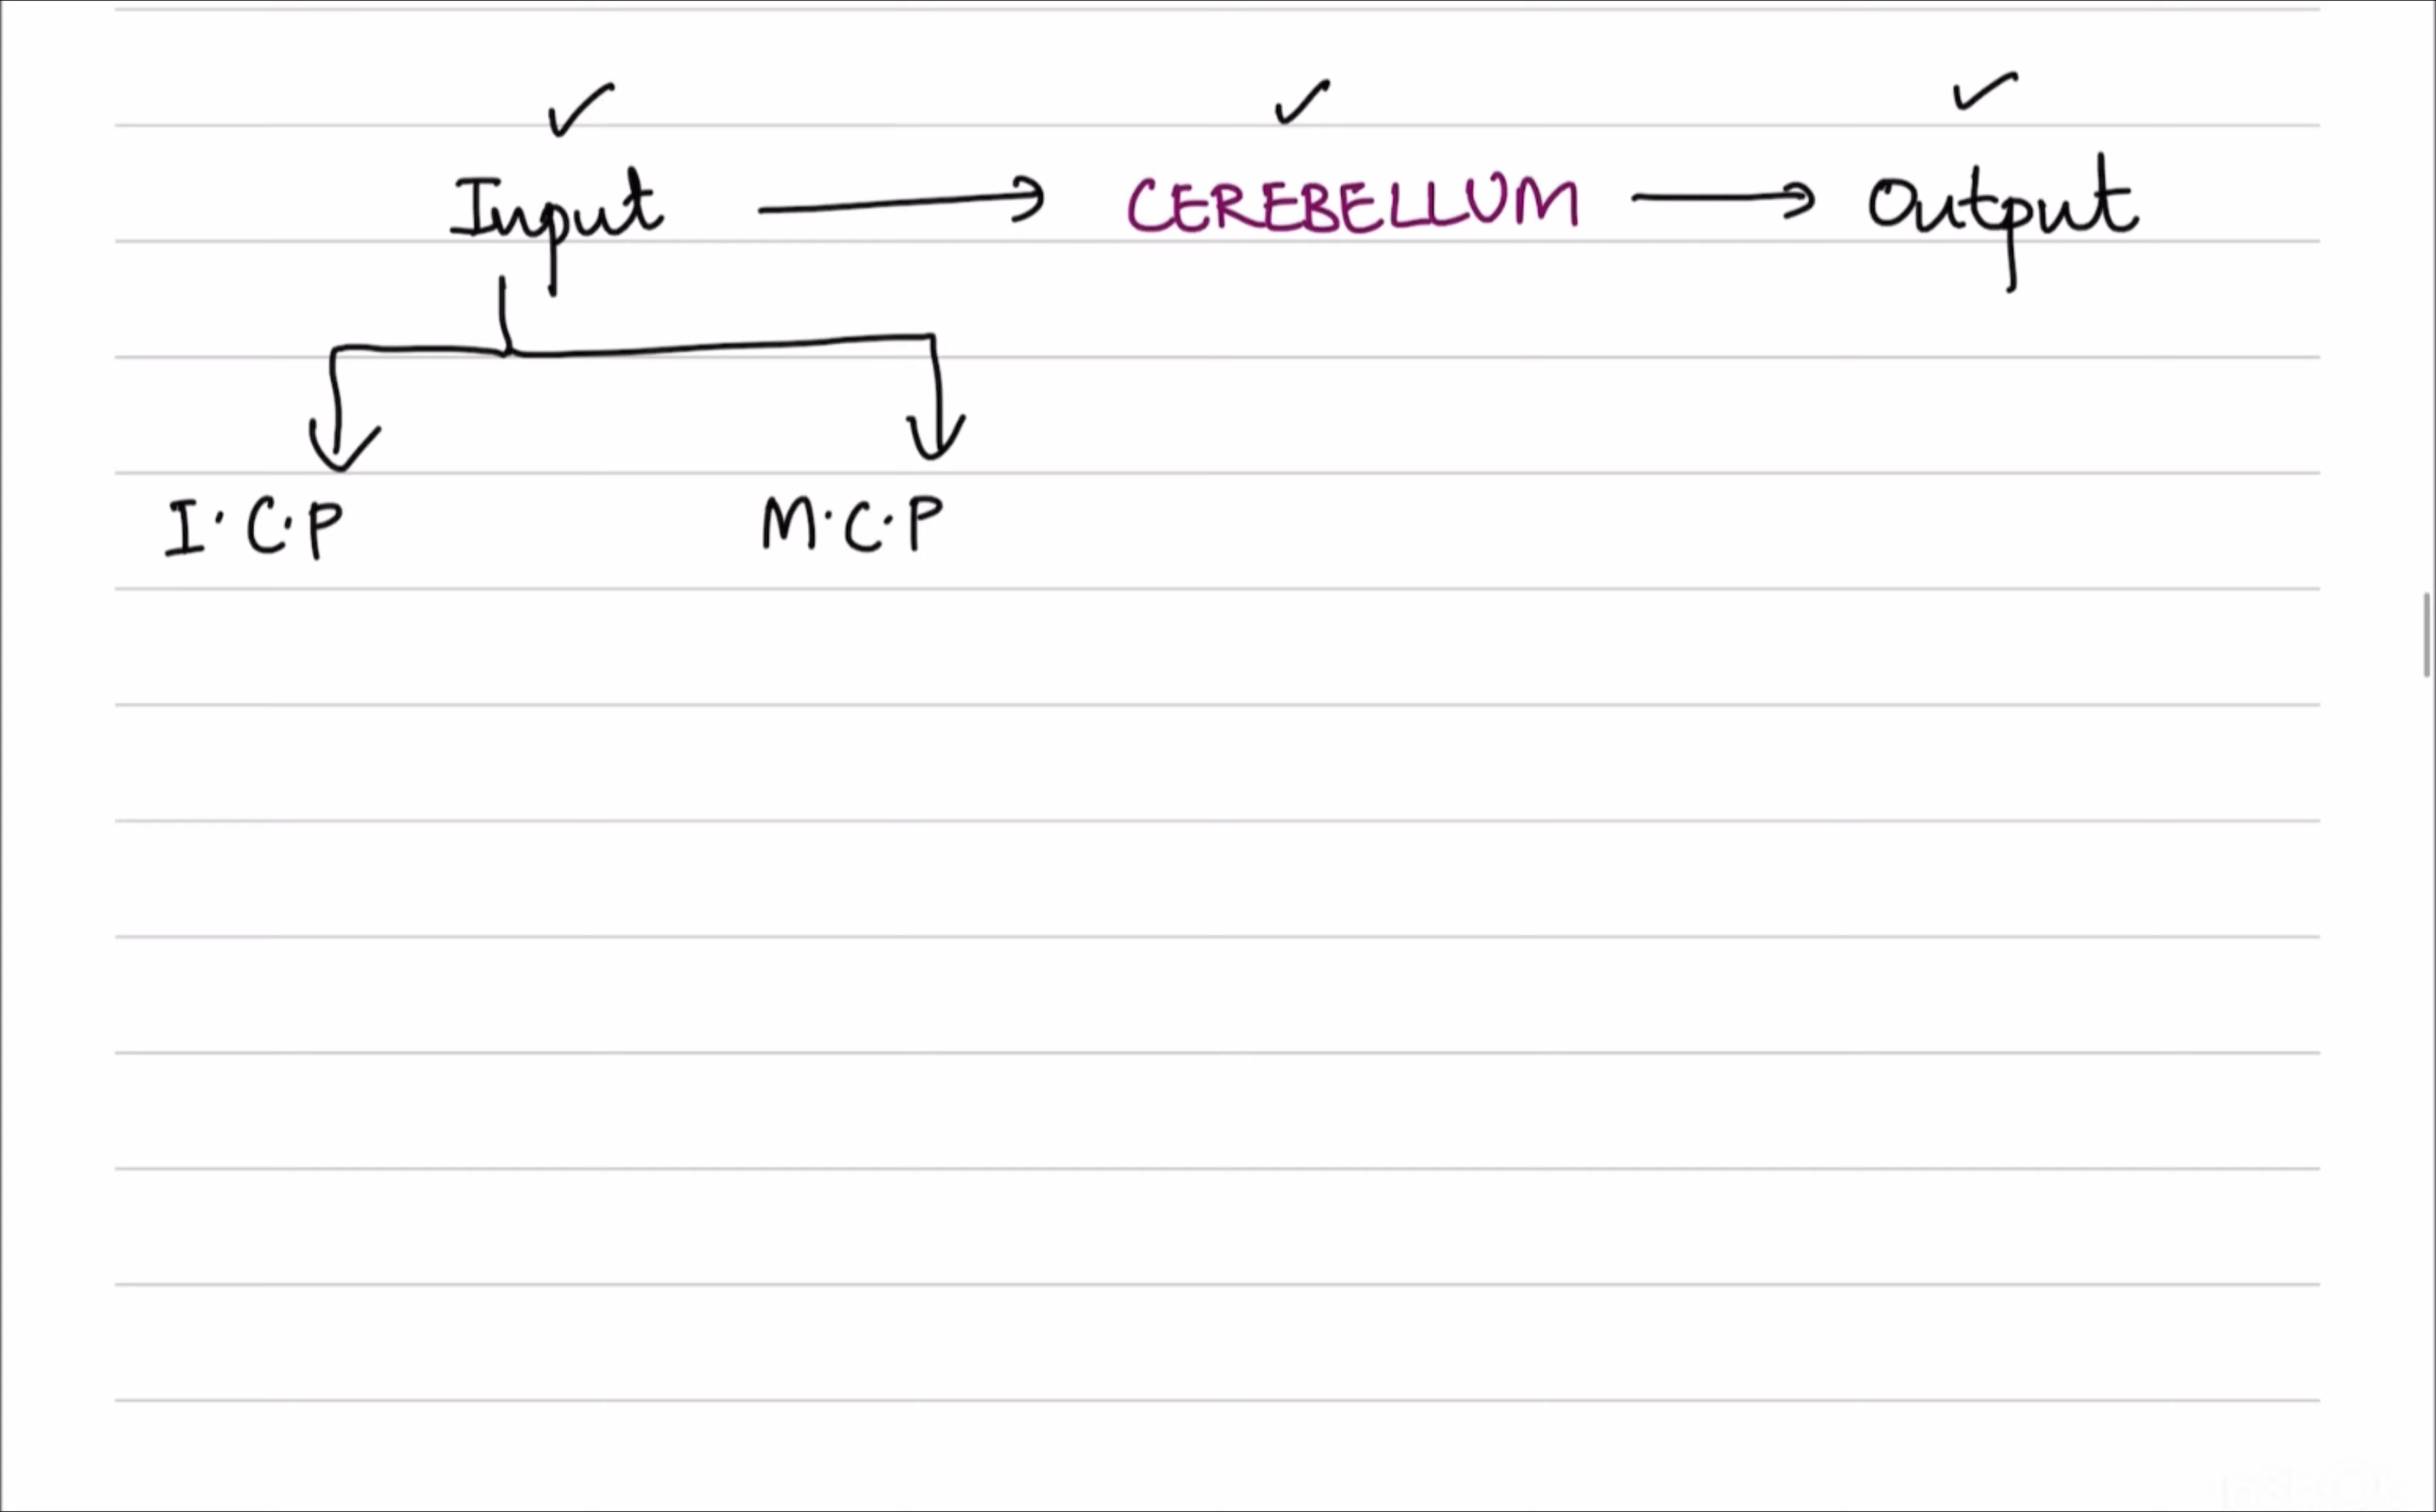 Input → CEREBELLUM → Output
I.C.P M.C.P